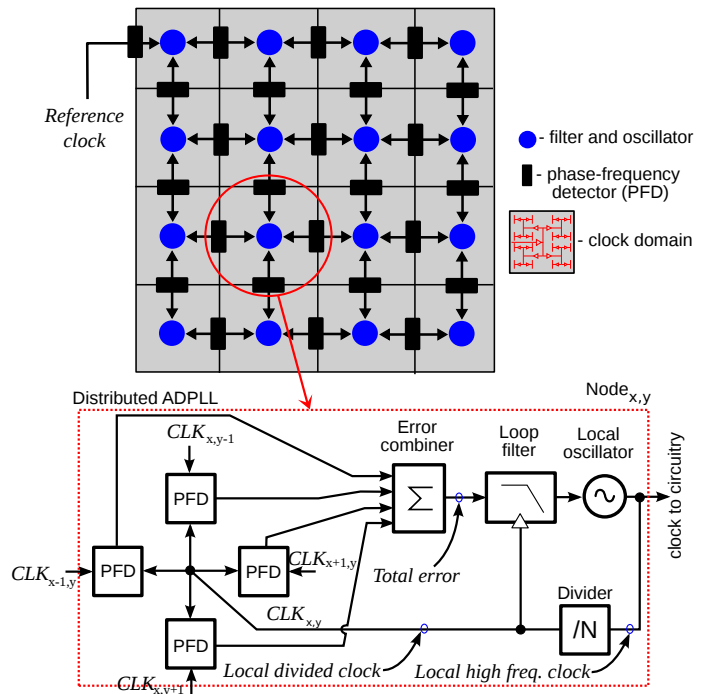 Reference
clock
- filter and oscillator
- phase-frequency
detector (PFD)
- clock domain
Distributed ADPLL
Node x,y
CLK x,y-1
Error
combiner
Loop
filter
Local
oscillator
PFD
Σ
clock to circuitry
CLK x-1,y
PFD
PFD
CLK x+1,y
Total error
CLK x,y
Divider
PFD
/N
Local divided clock
Local high freq. clock
CLK x,y+1